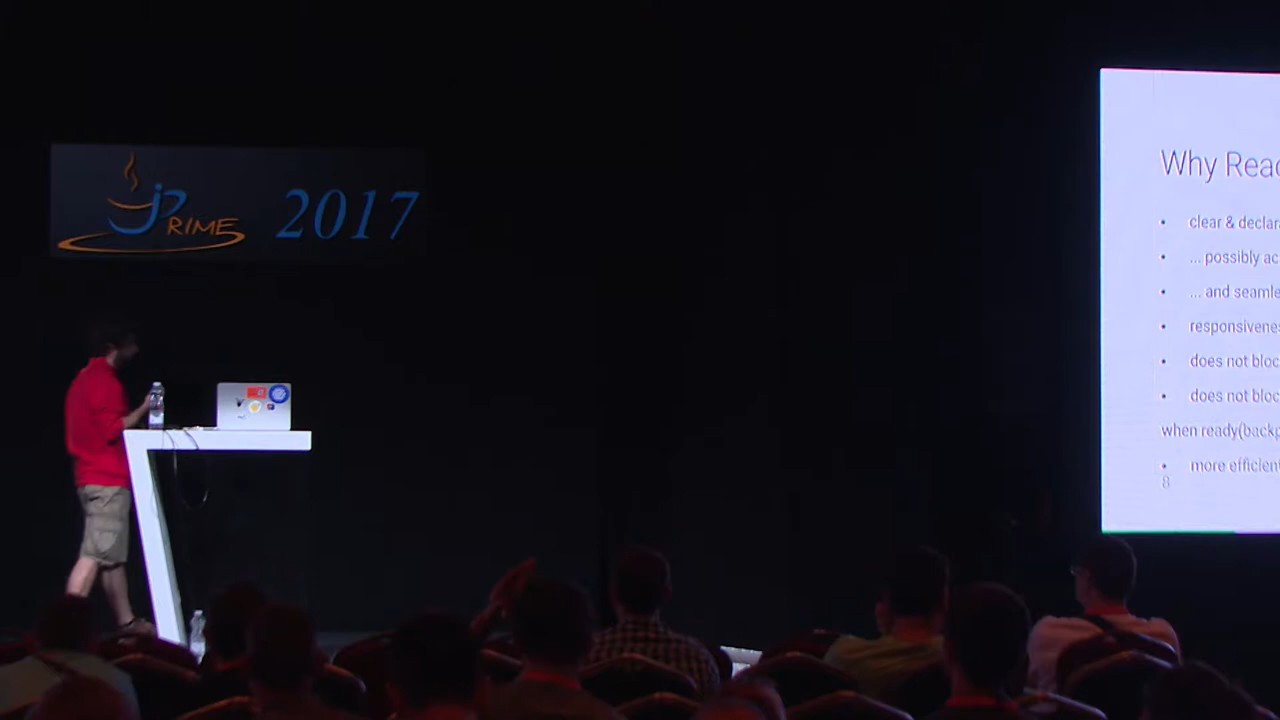 jPRIME 2017
Why Reac
clear & declara
... possibly ac
... and seamle
responsivenes
does not bloc
does not bloc
when ready(backp
more efficient
8